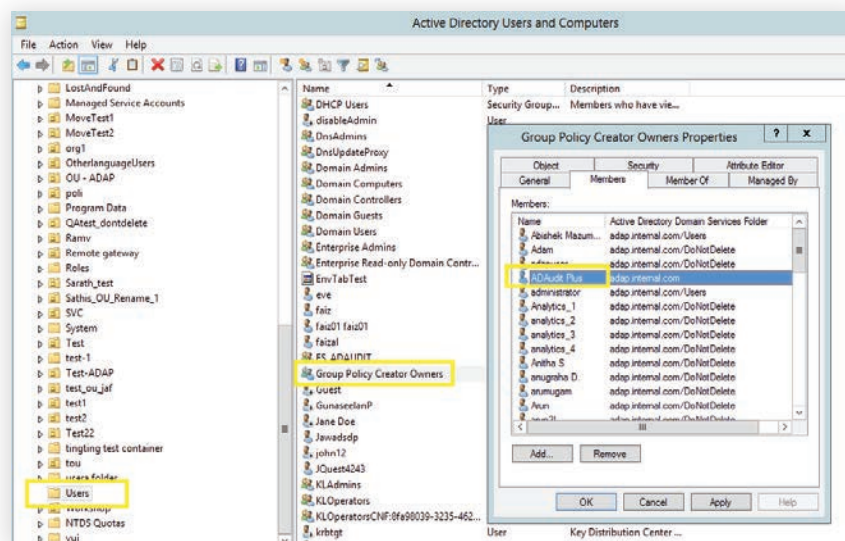 Active Directory Users and Computers
File Action View Help
LostAndFound
Managed Service Accounts
MoveTest1
MoveTest2
org1
OtherlanguageUsers
OU - ADAP
poli
Program Data
QAtest_dontdelete
Ramv
Remote gateway
Roles
Sarath_test
Sathis_OU_Rename_1
SVC
System
Test
test-1
Test-ADAP
test_ou_jaf
test1
test2
Test22
tingting test container
tou
users folder
Users
Workshop
NTDS Quotas
yui
Name Type Description
DHCP Users Security Group... Members who have vie...
disableAdmin User
DnsAdmins
DnsUpdateProxy
Domain Admins
Domain Computers
Domain Controllers
Domain Guests
Domain Users
Enterprise Admins
Enterprise Read-only Domain Contr...
EnvTabTest
eve
faiz
faiz01 faiz01
faizal
FS_ADAUDIT
Group Policy Creator Owners
Guest
GunaseelanP
Jane Doe
Jawadsdp
john12
JQuest4243
KLAdmins
KLOperators
KLOperatorsCNF:0fa98039-3235-462...
krbtgt User Key Distribution Center ...
Group Policy Creator Owners Properties ? x
Object Security Attribute Editor
General Members Member Of Managed By
Members:
Name Active Directory Domain Services Folder
Abishek Mazum... adap.internal.com/Users
Adam adap.internal.com/DoNotDelete
adap.internal.com/DoNotDelete
ADAudit Plus adap.internal.com
administrator adap.internal.com/Users
Analytics_1 adap.internal.com/DoNotDelete
analytics_2 adap.internal.com/DoNotDelete
analytics_3 adap.internal.com/DoNotDelete
analytics_4 adap.internal.com/DoNotDelete
Anitha S adap.internal.com/DoNotDelete
anugraha D. adap.internal.com/DoNotDelete
arumugam adap.internal.com/DoNotDelete
Arun adap.internal.com/DoNotDelete
adap.internal.com/DoNotDelete
Add... Remove
OK Cancel Apply Help